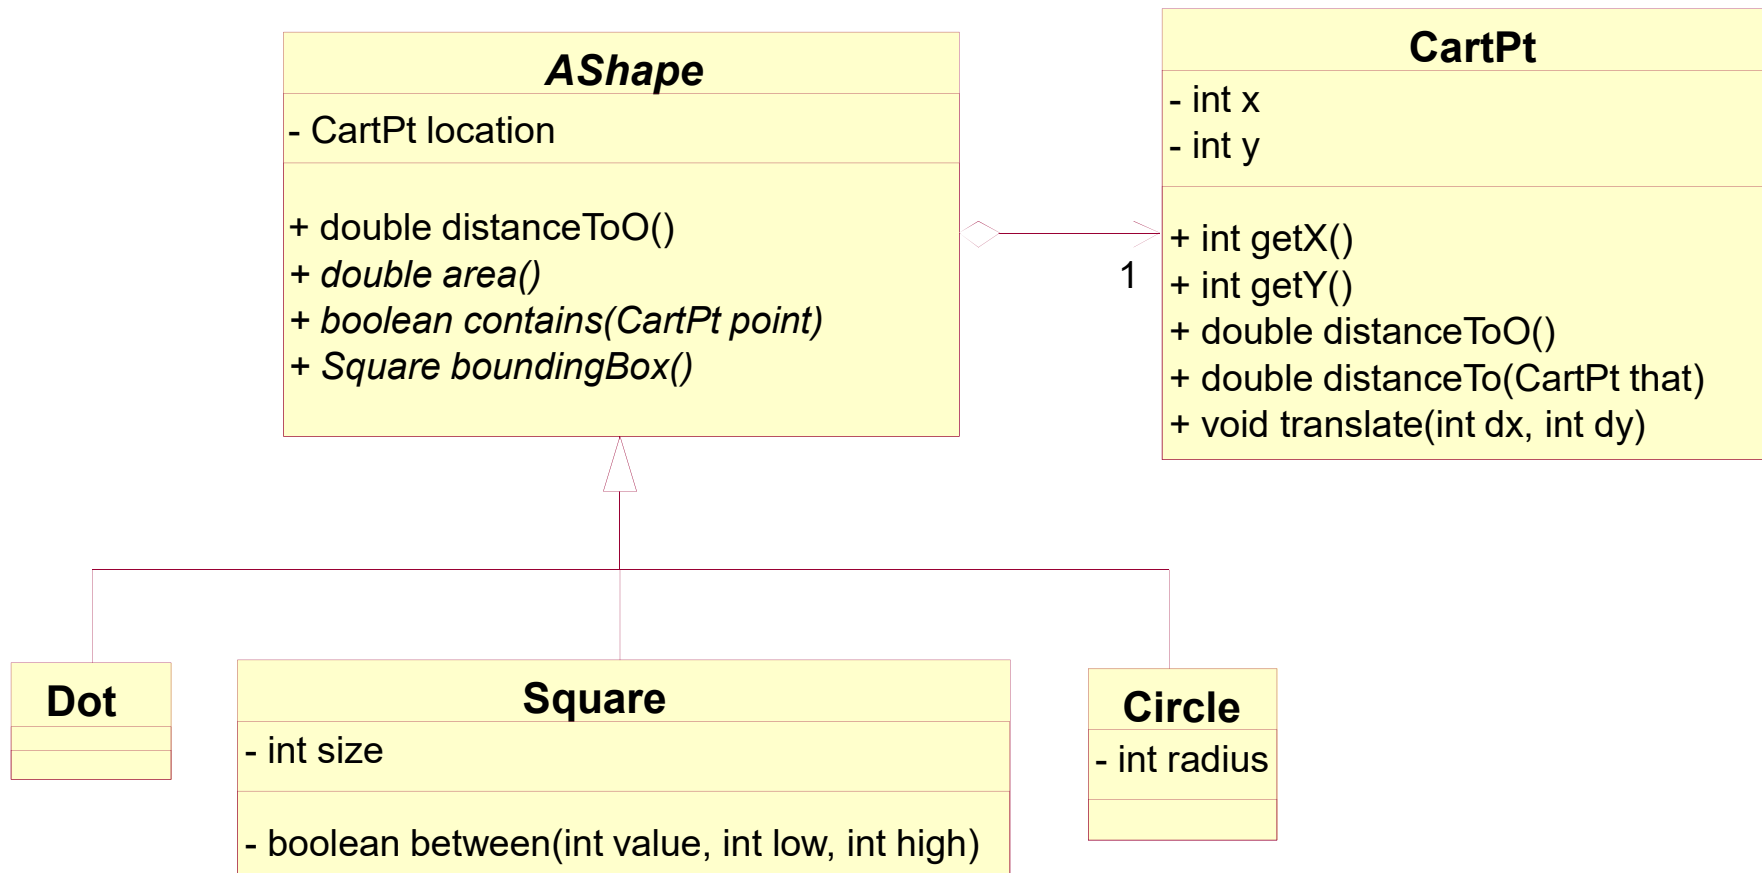 AShape
- CartPt location
+ double distanceToO()
+ double area()
+ boolean contains(CartPt point)
+ Square boundingBox()
1
CartPt
- int x
- int y
+ int getX()
+ int getY()
+ double distanceToO()
+ double distanceTo(CartPt that)
+ void translate(int dx, int dy)
Dot
Square
- int size
- boolean between(int value, int low, int high)
Circle
- int radius